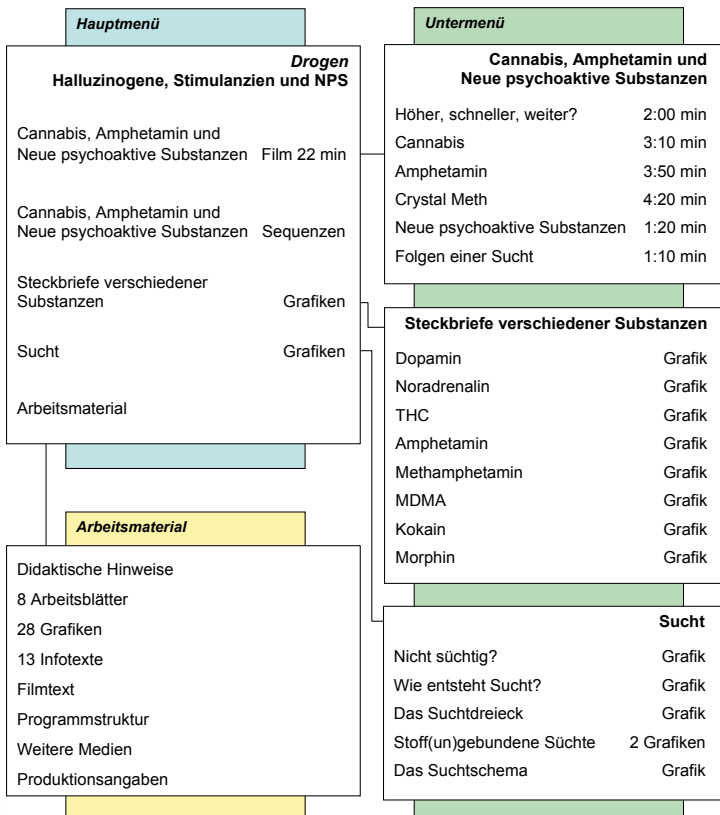 Hauptmenü
Drogen
Halluzinogene, Stimulanzien und NPS
Cannabis, Amphetamin und
Neue psychoaktive Substanzen Film 22 min
Cannabis, Amphetamin und
Neue psychoaktive Substanzen Sequenzen
Steckbriefe verschiedener
Substanzen Grafiken
Sucht Grafiken
Arbeitsmaterial
Arbeitsmaterial
Didaktische Hinweise
8 Arbeitsblätter
28 Grafiken
13 Infotexte
Filmtext
Programmstruktur
Weitere Medien
Produktionsangaben
Untermenü
Cannabis, Amphetamin und
Neue psychoaktive Substanzen
Höher, schneller, weiter? 2:00 min
Cannabis 3:10 min
Amphetamin 3:50 min
Crystal Meth 4:20 min
Neue psychoaktive Substanzen 1:20 min
Folgen einer Sucht 1:10 min
Steckbriefe verschiedener Substanzen
Dopamin Grafik
Noradrenalin Grafik
THC Grafik
Amphetamin Grafik
Methamphetamin Grafik
MDMA Grafik
Kokain Grafik
Morphin Grafik
Sucht
Nicht süchtig? Grafik
Wie entsteht Sucht? Grafik
Das Suchtdreieck Grafik
Stoff(un)gebundene Süchte 2 Grafiken
Das Suchtschema Grafik